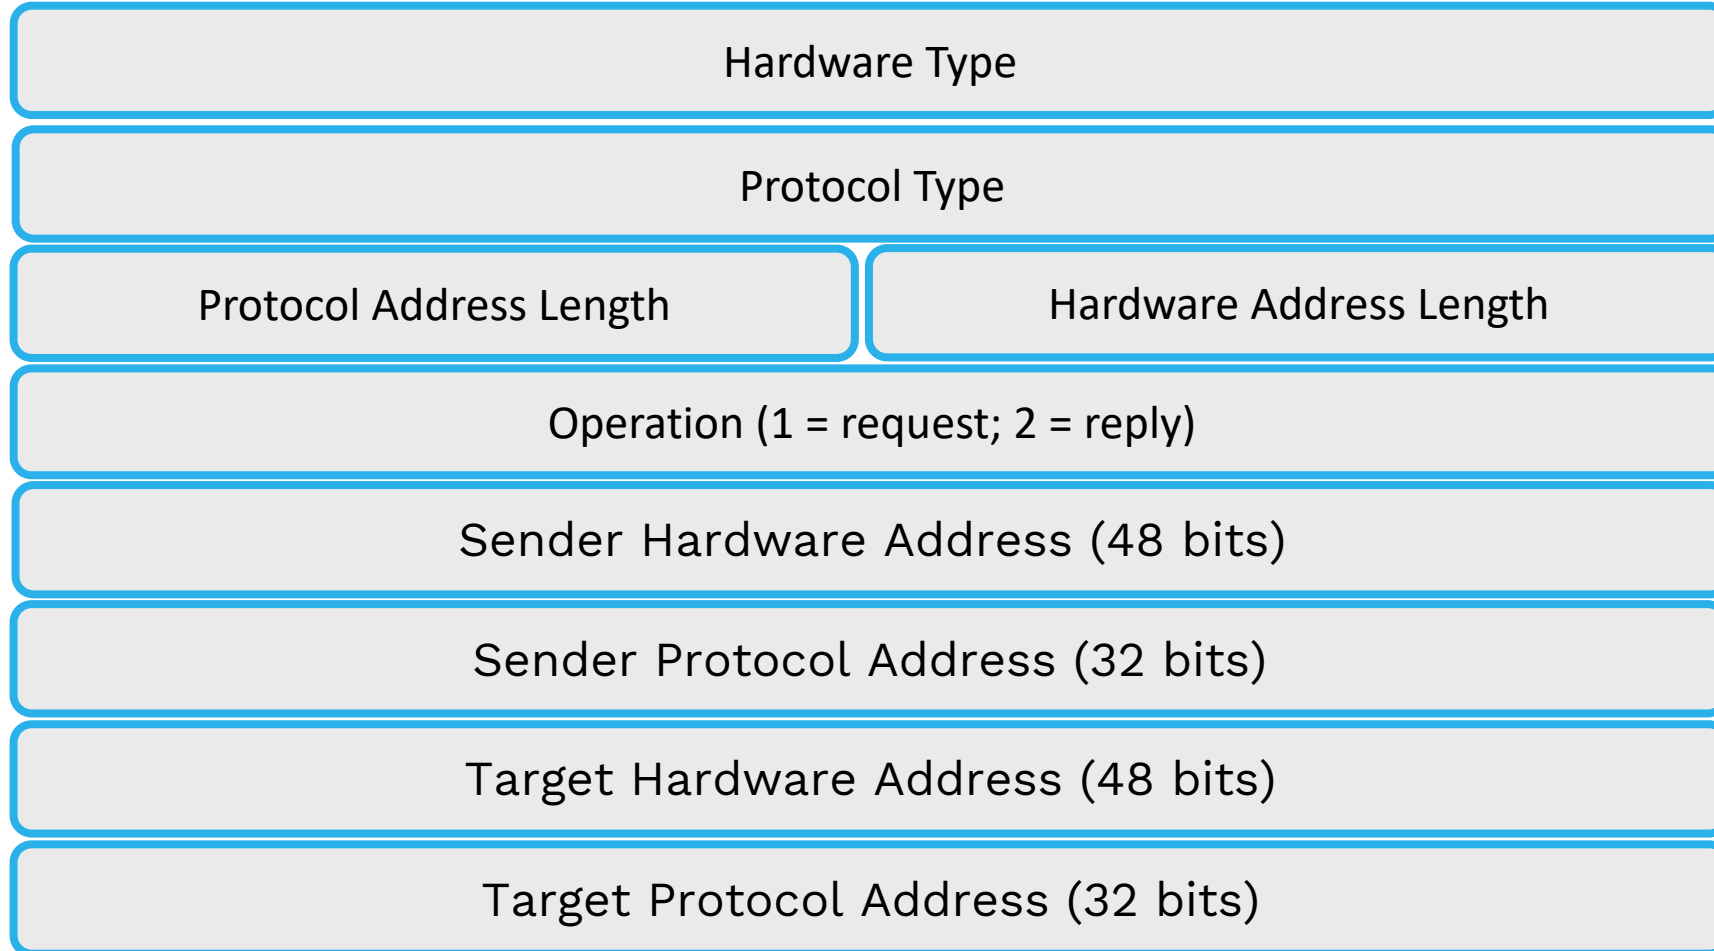 Hardware Type
Protocol Type
Protocol Address Length
Hardware Address Length
Operation (1 = request; 2 = reply)
Sender Hardware Address (48 bits)
Sender Protocol Address (32 bits)
Target Hardware Address (48 bits)
Target Protocol Address (32 bits)